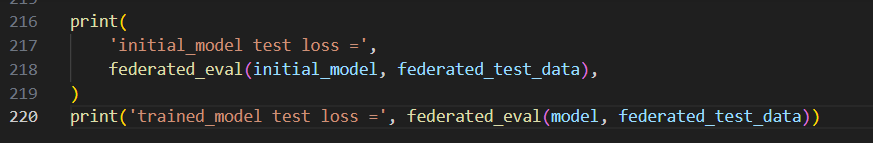 215
216 print(
217     'initial_model test loss =',
218     federated_eval(initial_model, federated_test_data),
219 )
220 print('trained_model test loss =', federated_eval(model, federated_test_data))